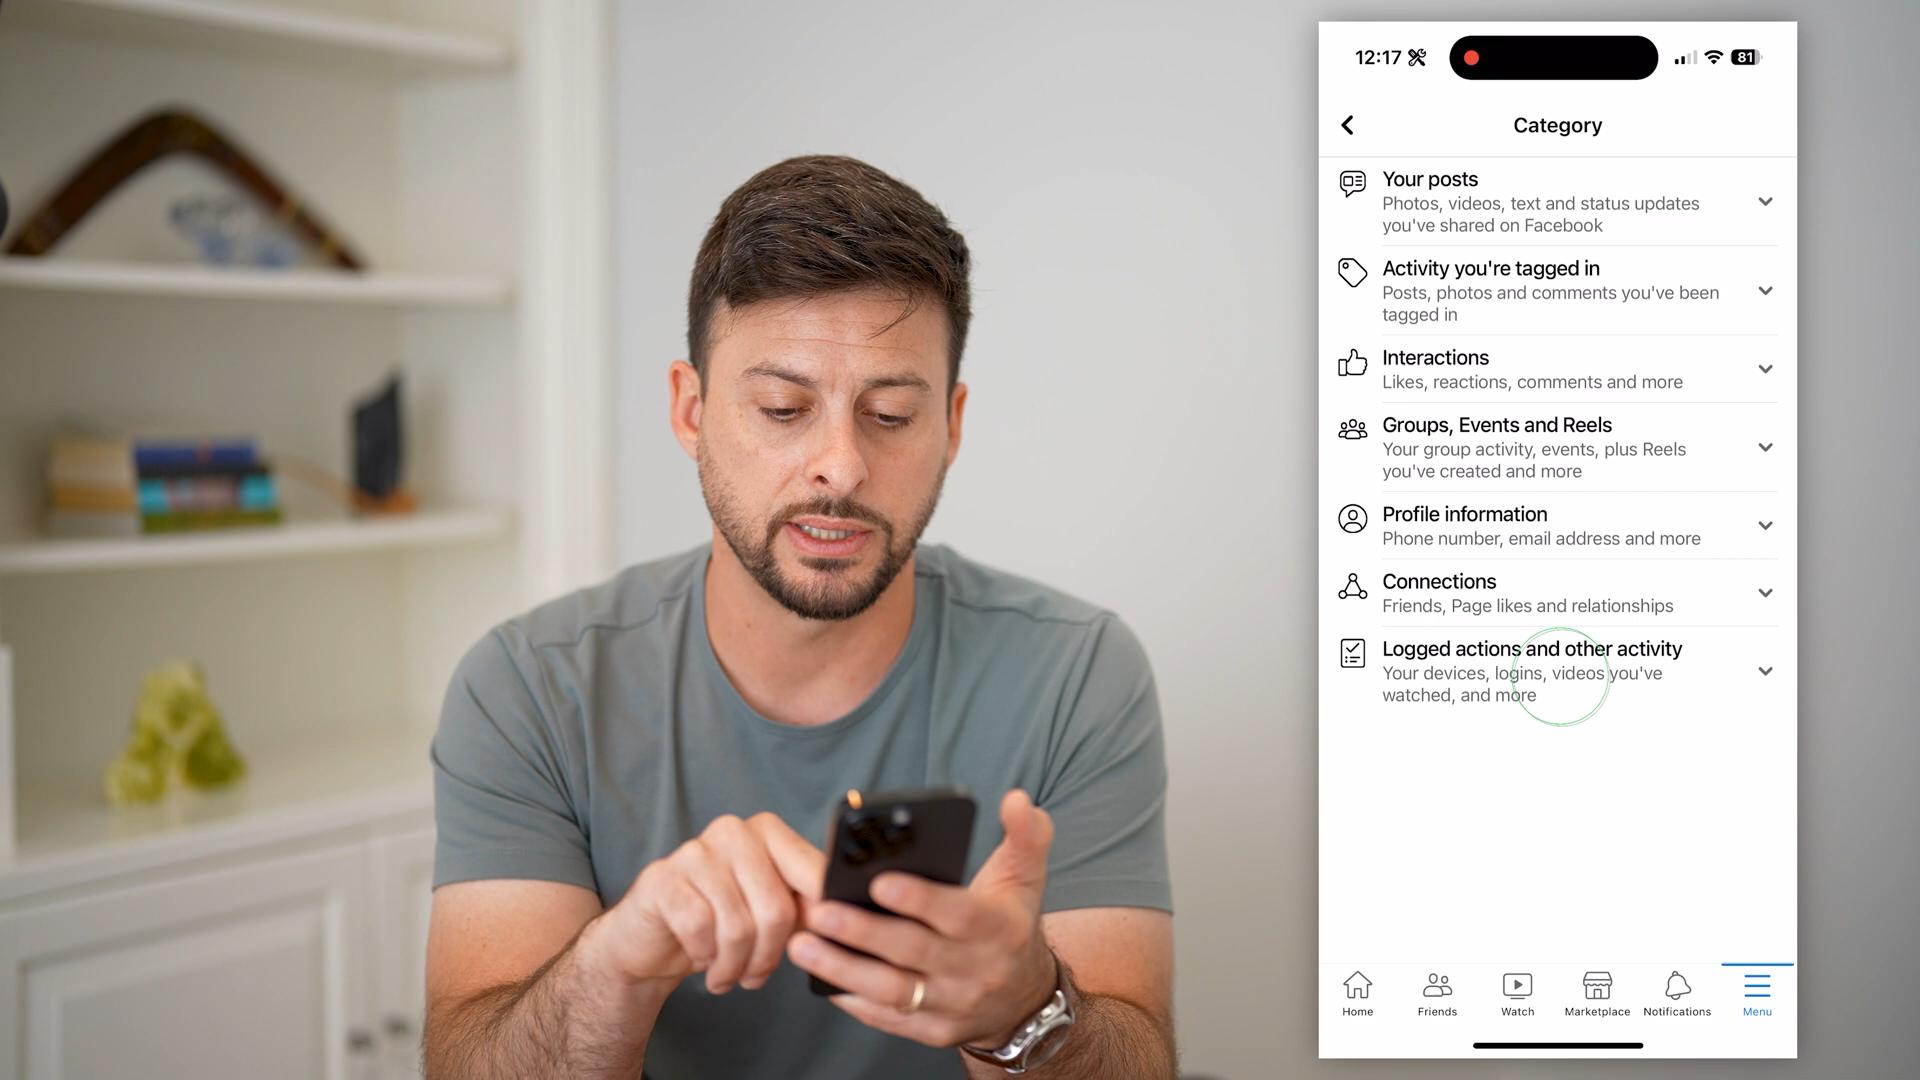 12:17
81
Category
Your posts
Photos, videos, text and status updates
you've shared on Facebook
Activity you're tagged in
Posts, photos and comments you've been
tagged in
Interactions
Likes, reactions, comments and more
Groups, Events and Reels
Your group activity, events, plus Reels
you've created and more
Profile information
Phone number, email address and more
Connections
Friends, Page likes and relationships
Logged actions and other activity
Your devices, logins, videos you've
watched, and more
Home
Friends
Watch
Marketplace
Notifications
Menu